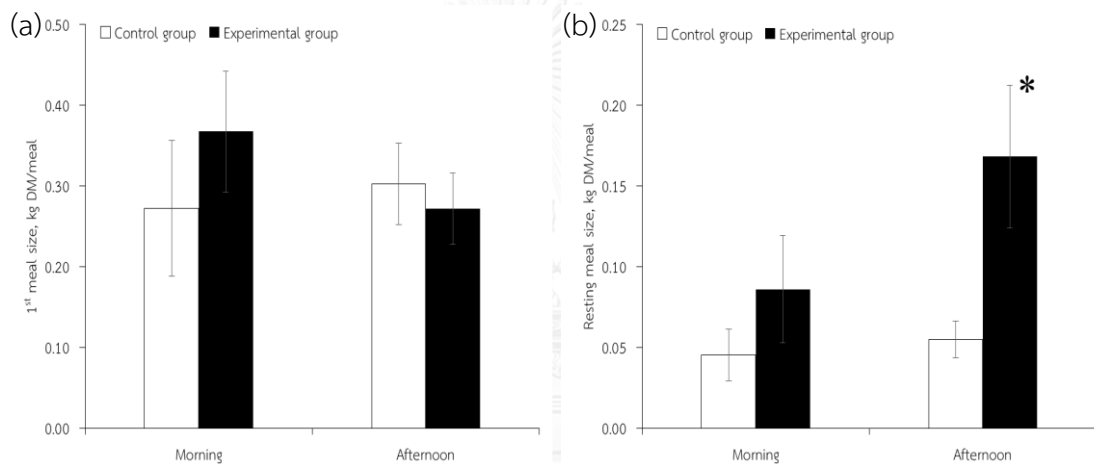 (a)
Control group Experimental group
1st meal size, kg DM/meal
0.50
0.40
0.30
0.20
0.10
0.00
Morning Afternoon
(b)
Control group Experimental group
Resting meal size, kg DM/meal
0.25
0.20
0.15
0.10
0.05
0.00
*
Morning Afternoon